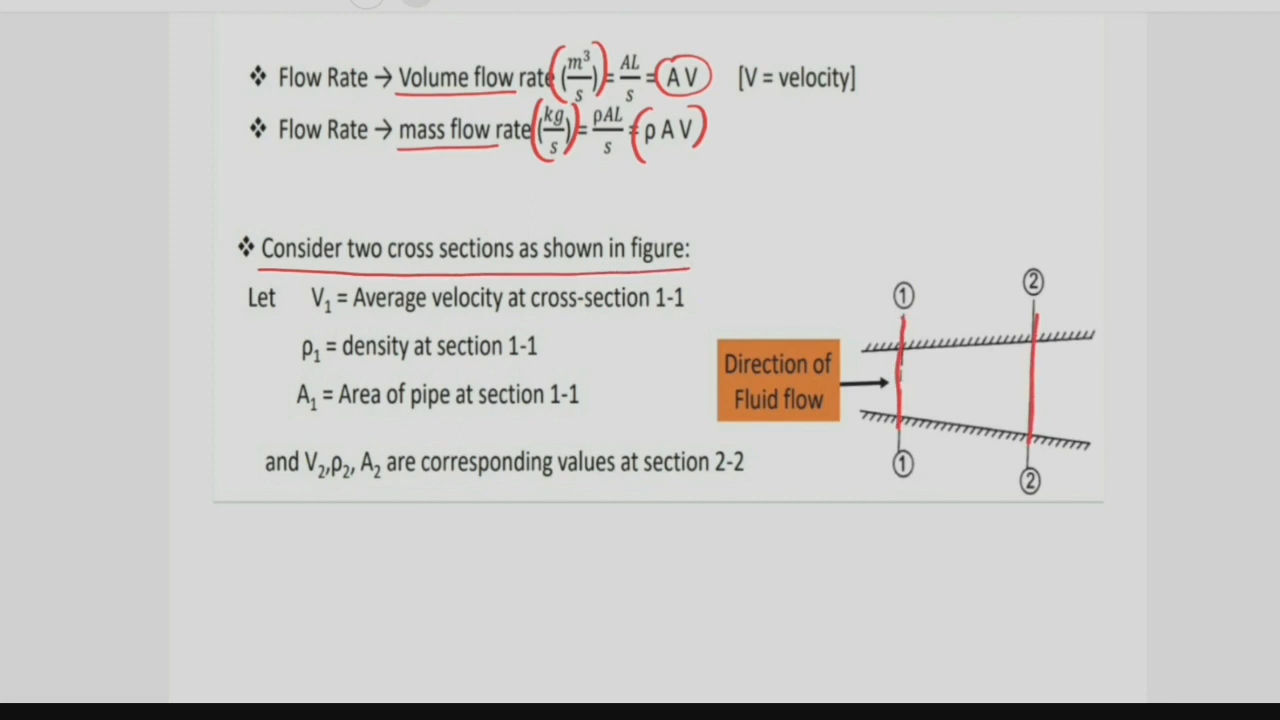 ❖ Flow Rate → Volume flow rate (m³/s) = AL/s = A V [V = velocity]
❖ Flow Rate → mass flow rate (kg/s) = ρAL/s = ρ A V
❖ Consider two cross sections as shown in figure:
Let V₁ = Average velocity at cross-section 1-1
ρ₁ = density at section 1-1
A₁ = Area of pipe at section 1-1
and V₂,ρ₂, A₂ are corresponding values at section 2-2
① ②
Direction of
Fluid flow
① ②